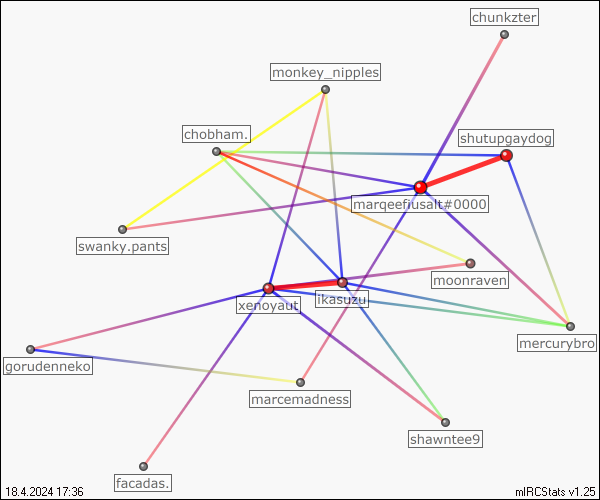 chunkzter
monkey_nipples
chobham.
shutupgaydog
marqeefiusalt#0000
swanky.pants
moonraven
ikasuzu
xenoyaut
mercurybro
gorudenneko
marcemadness
shawntee9
facadas.
18.4.2024 17:36
mIRCStats v1.25